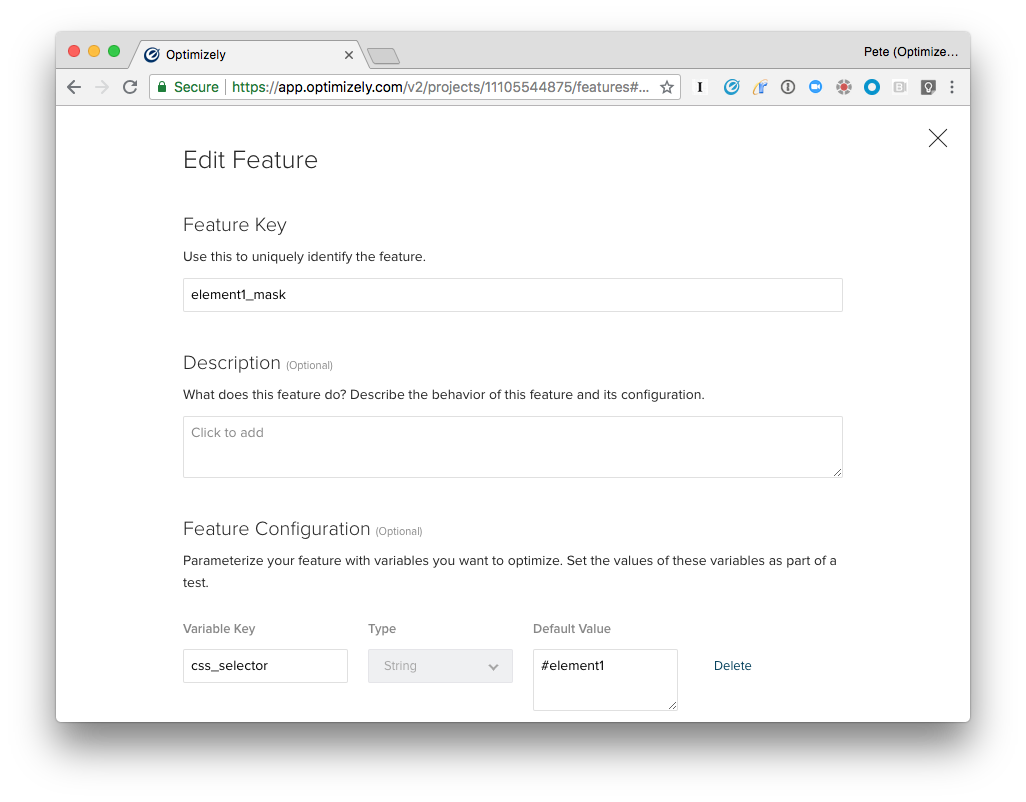 Optimizely
Pete (Optimize...
Secure https://app.optimizely.com/v2/projects/11105544875/features#...
Edit Feature
Feature Key
Use this to uniquely identify the feature.
element1_mask
Description (Optional)
What does this feature do? Describe the behavior of this feature and its configuration.
Click to add
Feature Configuration (Optional)
Parameterize your feature with variables you want to optimize. Set the values of these variables as part of a
test.
Variable Key Type Default Value
css_selector String #element1 Delete